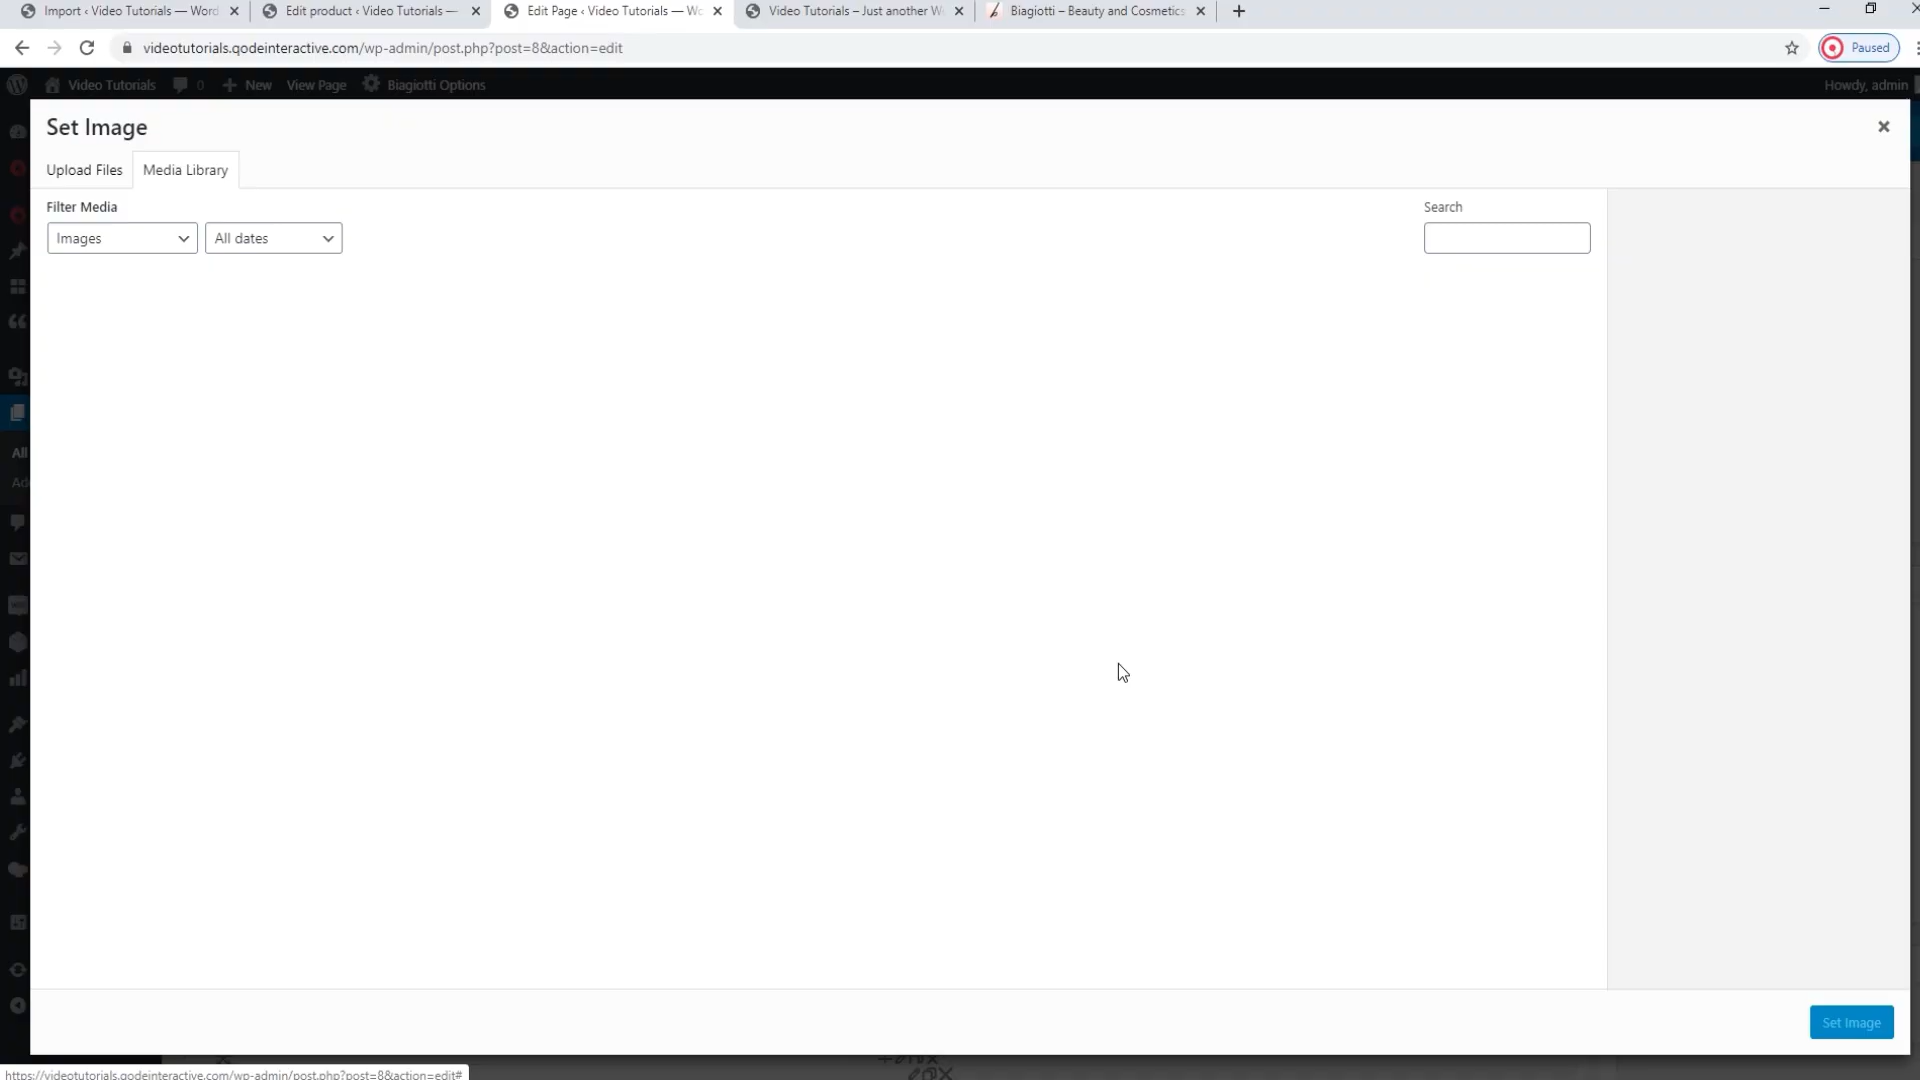 Import ‹ Video Tutorials — Word
Edit product ‹ Video Tutorials —
Edit Page ‹ Video Tutorials — Wo
Video Tutorials – Just another W
Biagiotti – Beauty and Cosmetics
videotutorials.qodeinteractive.com/wp-admin/post.php?post=8&action=edit
Paused
Video Tutorials
0
New
View Page
Biagiotti Options
Howdy, admin
Set Image
Upload Files
Media Library
Filter Media
Search
Images
All dates
All
Add
Set Image
https://videotutorials.qodeinteractive.com/wp-admin/post.php?post=8&action=edit#